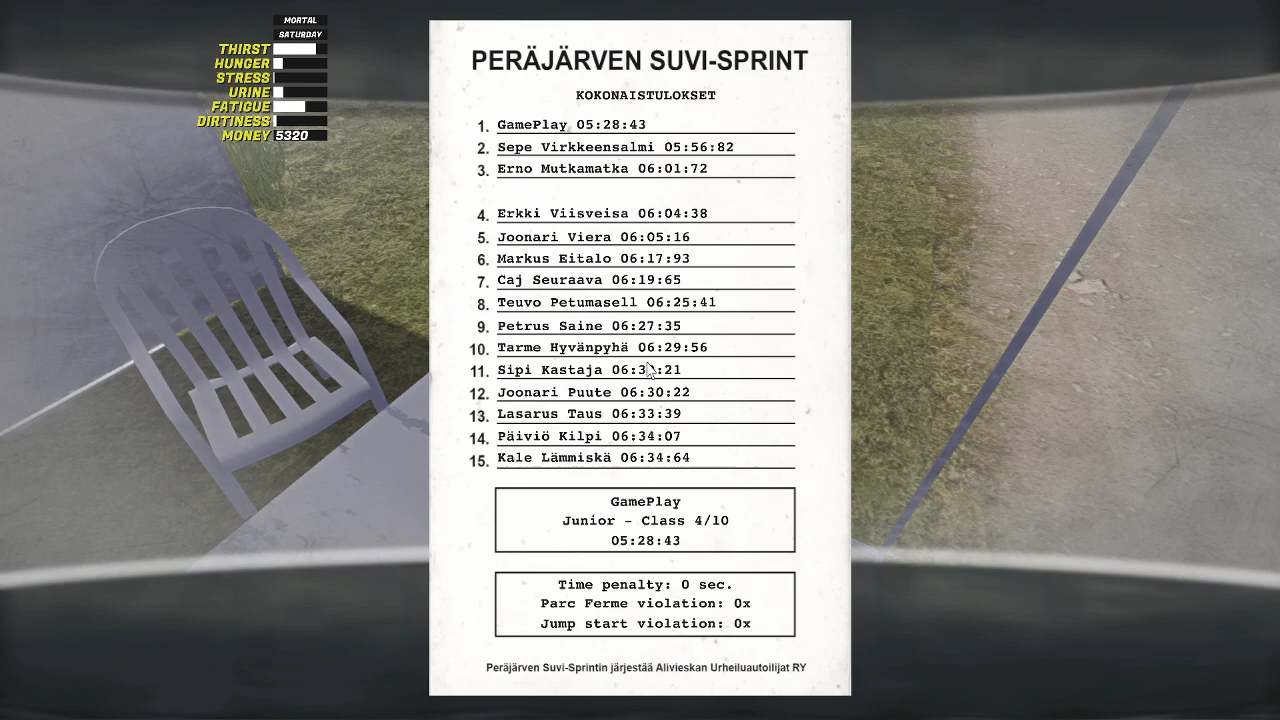 MORTAL
SATURDAY
THIRST
HUNGER
STRESS
URINE
FATIGUE
DIRTINESS
MONEY 5320
PERÄJÄRVEN SUVI-SPRINT
KOKONAISTULOKSET
1. GamePlay 05:28:43
2. Sepe Virkkeensalmi 05:56:82
3. Erno Mutkamatka 06:01:72
4. Erkki Viisveisa 06:04:38
5. Joonari Viera 06:05:16
6. Markus Eitalo 06:17:93
7. Caj Seuraava 06:19:65
8. Teuvo Petumasell 06:25:41
9. Petrus Saine 06:27:35
10. Tarme Hyvänpyhä 06:29:56
11. Sipi Kastaja
12. Joonari Puute 06:30:22
13. Lasarus Taus 06:33:39
14. Päiviö Kilpi 06:34:07
15. Kale Lämmiskä 06:34:64
GamePlay
Junior - Class 4/10
05:28:43
Time penalty: 0 sec.
Parc Ferme violation: 0x
Jump start violation: 0x
Peräjärven Suvi-Sprintin järjestää Alivieskan Urheiluautoilijat RY